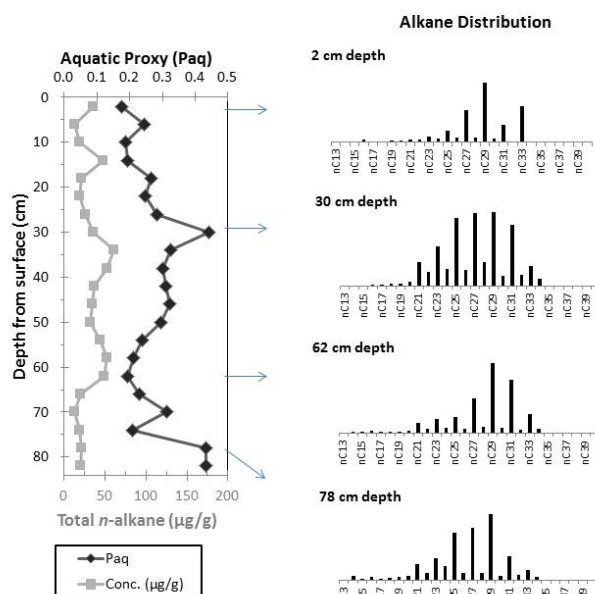 Alkane Distribution
Aquatic Proxy (Paq)
0.0 0.1 0.2 0.3 0.4 0.5
Depth from surface (cm)
0
10
20
30
40
50
60
70
80
0 50 100 150 200
Total n-alkane (µg/g)
Paq
Conc. (µg/g)
2 cm depth
nC13 nC15 nC17 nC19 nC21 nC23 nC25 nC27 nC29 nC31 nC33 nC35 nC37 nC39
30 cm depth
nC13 nC15 nC17 nC19 nC21 nC23 nC25 nC27 nC29 nC31 nC33 nC35 nC37 nC39
62 cm depth
nC13 nC15 nC17 nC19 nC21 nC23 nC25 nC27 nC29 nC31 nC33 nC35 nC37 nC39
78 cm depth